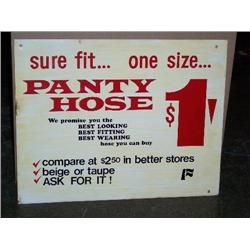 sure fit... one size...
PANTY
HOSE
$1
We promise you the
BEST LOOKING
BEST FITTING
BEST WEARING
hose you can buy
compare at $2.50 in better stores
beige or taupe
ASK FOR IT!